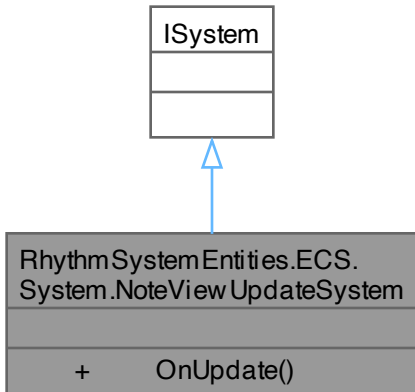 ISystem
RhythmSystemEntities.ECS.
System.NoteViewUpdateSystem
+ OnUpdate()